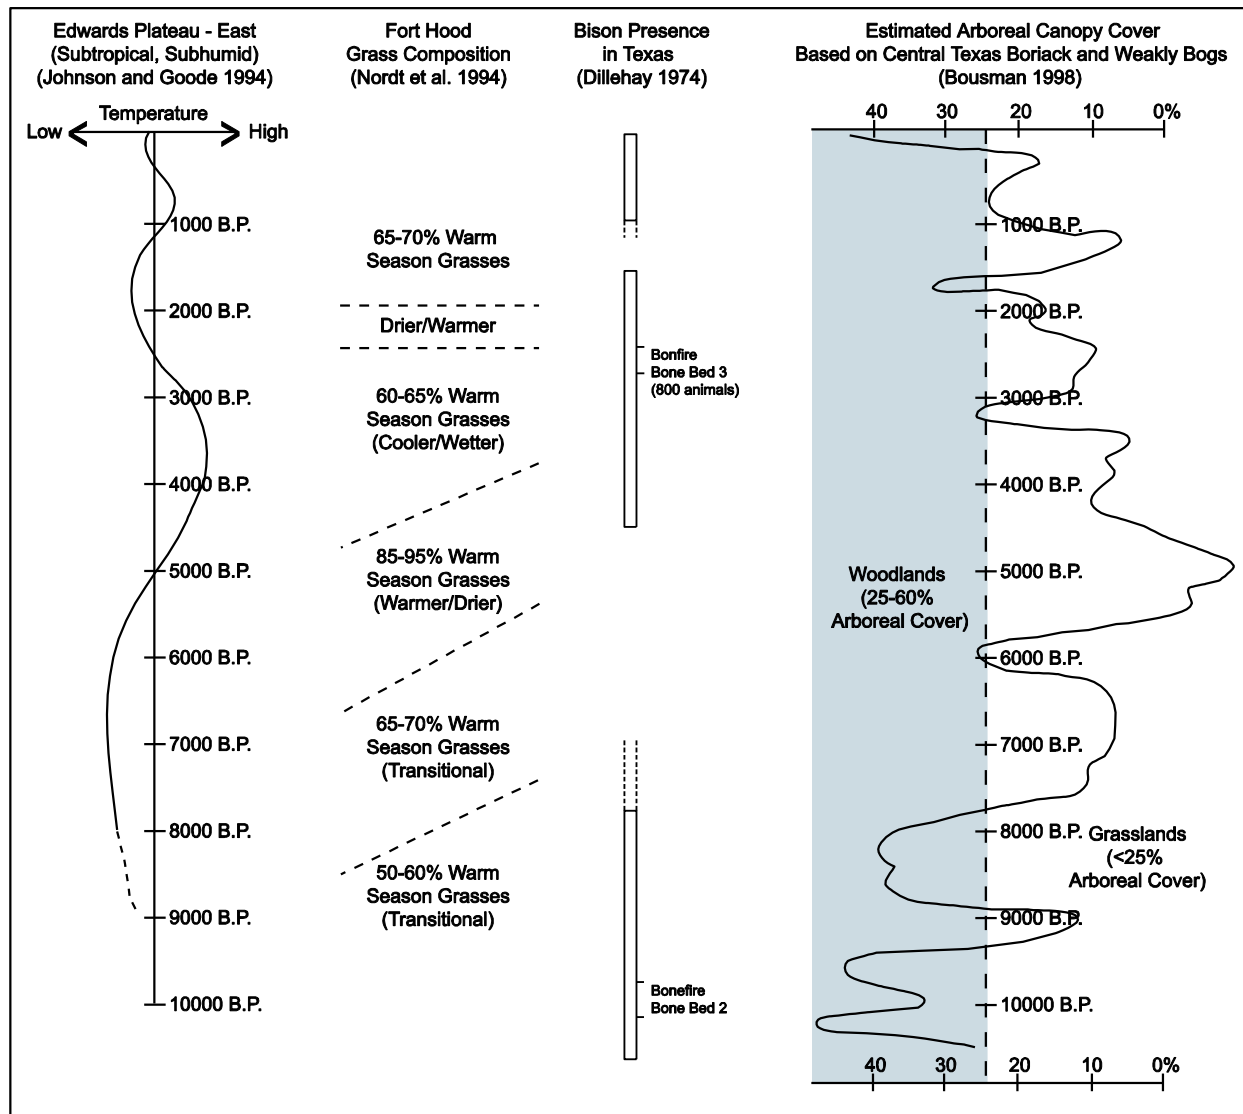 Edwards Plateau - East
(Subtropical, Subhumid)
(Johnson and Goode 1994)
Temperature
Low
High
1000 B.P.
2000 B.P.
3000 B.P.
4000 B.P.
5000 B.P.
6000 B.P.
7000 B.P.
8000 B.P.
9000 B.P.
10000 B.P.
Fort Hood
Grass Composition
(Nordt et al. 1994)
65-70% Warm
Season Grasses
Drier/Warmer
60-65% Warm
Season Grasses
(Cooler/Wetter)
85-95% Warm
Season Grasses
(Warmer/Drier)
65-70% Warm
Season Grasses
(Transitional)
50-60% Warm
Season Grasses
(Transitional)
Bison Presence
in Texas
(Dillehay 1974)
Bonfire
Bone Bed 3
(800 animals)
Bonefire
Bone Bed 2
Estimated Arboreal Canopy Cover
Based on Central Texas Boriack and Weakly Bogs
(Bousman 1998)
40 30 20 10 0%
1000 B.P.
2000 B.P.
3000 B.P.
4000 B.P.
5000 B.P.
6000 B.P.
7000 B.P.
8000 B.P.
9000 B.P.
10000 B.P.
Woodlands
(25-60%
Arboreal Cover)
Grasslands
(<25%
Arboreal Cover)
40 30 20 10 0%